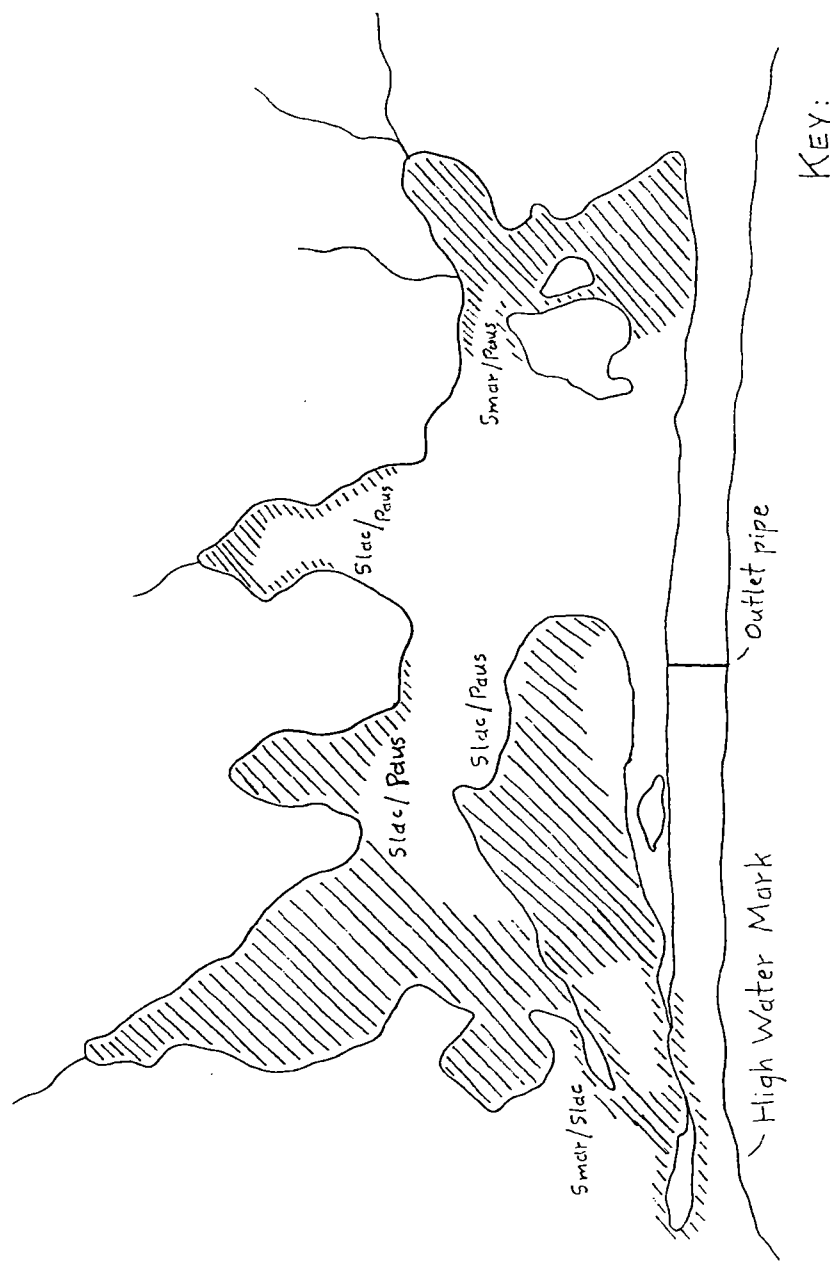 KEY:
Smar/Paus
Slac/Paus
Slac/Paus
Slac/Paus
Smar/Slac
Outlet pipe
High Water Mark